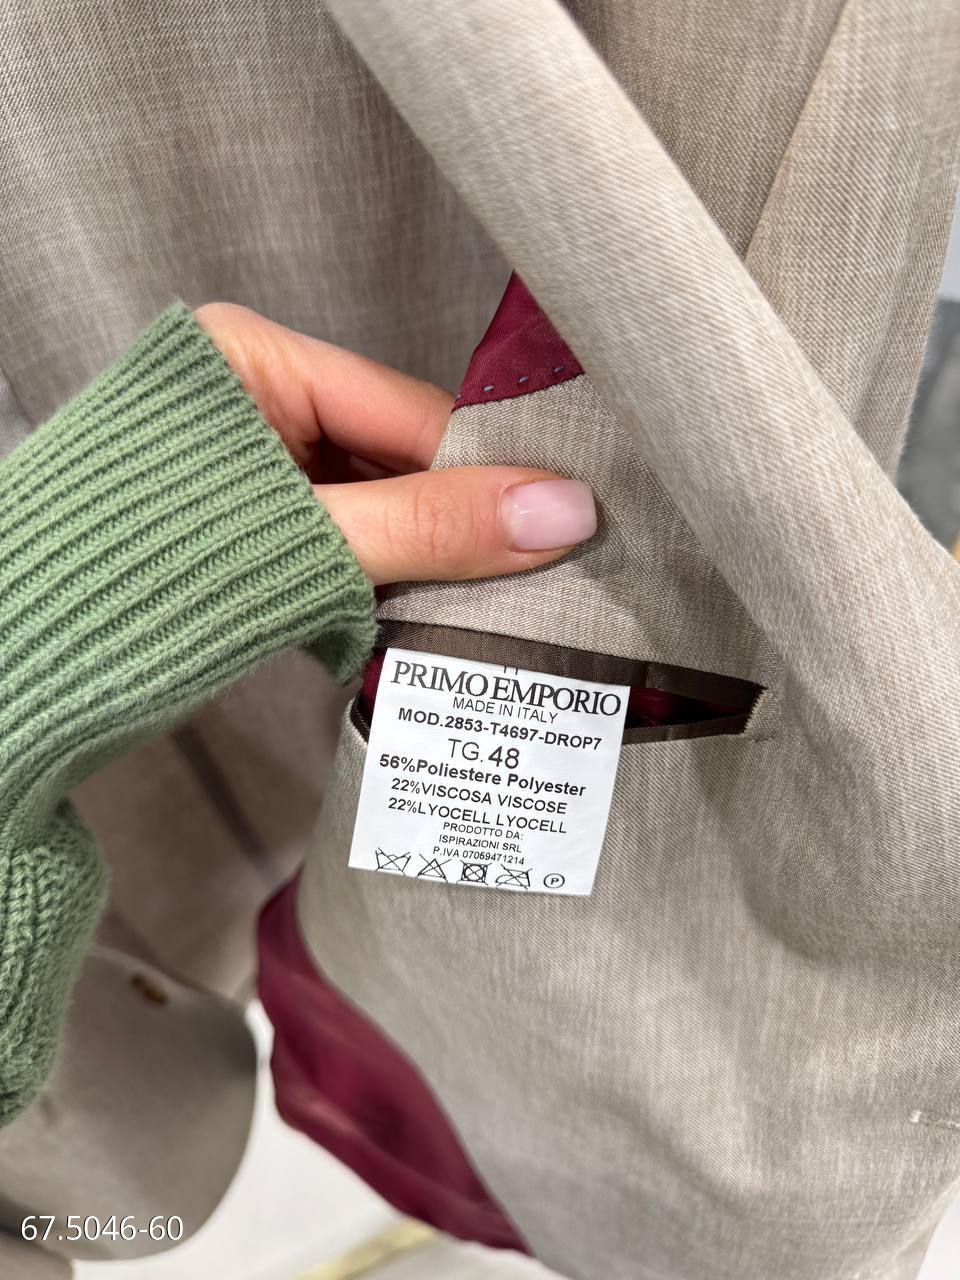 PRIMO EMPORIO
MADE IN ITALY
MOD.2853-T4697-DROP7
TG.48
56%Poliestere Polyester
22%VISCOSA VISCOSE
22%LYOCELL LYOCELL
PRODOTTO DA:
ISPIRAZIONI SRL
P.IVA 07059471214
P
67.5046-60